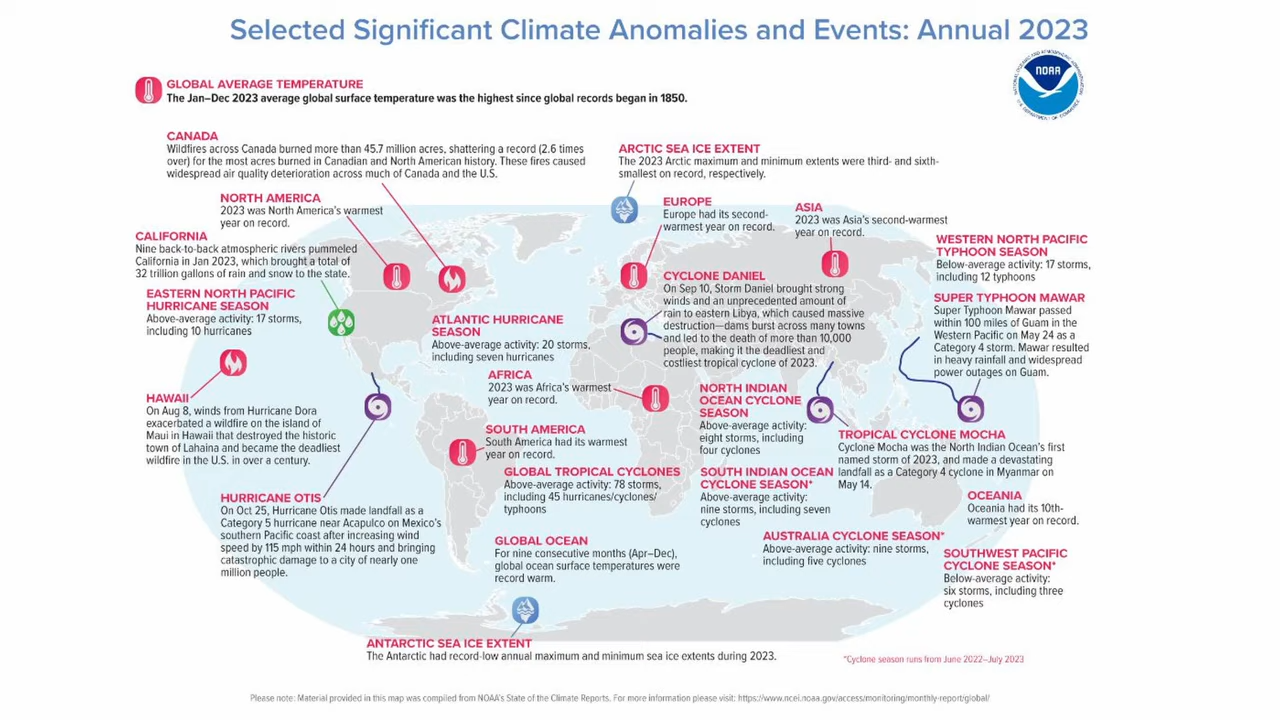 Selected Significant Climate Anomalies and Events: Annual 2023
NOAA
GLOBAL AVERAGE TEMPERATURE
The Jan–Dec 2023 average global surface temperature was the highest since global records began in 1850.
CANADA
Wildfires across Canada burned more than 45.7 million acres, shattering a record (2.6 times
over) for the most acres burned in Canadian and North American history. These fires caused
widespread air quality deterioration across much of Canada and the U.S.
ARCTIC SEA ICE EXTENT
The 2023 Arctic maximum and minimum extents were third- and sixth-
smallest on record, respectively.
NORTH AMERICA
2023 was North America's warmest
year on record.
EUROPE
Europe had its second-
warmest year on record.
ASIA
2023 was Asia's second-warmest
year on record.
CALIFORNIA
Nine back-to-back atmospheric rivers pummeled
California in Jan 2023, which brought a total of
32 trillion gallons of rain and snow to the state.
WESTERN NORTH PACIFIC
TYPHOON SEASON
Below-average activity: 17 storms,
including 12 typhoons
EASTERN NORTH PACIFIC
HURRICANE SEASON
Above-average activity: 17 storms,
including 10 hurricanes
CYCLONE DANIEL
On Sep 10, Storm Daniel brought strong
winds and an unprecedented amount of
rain to eastern Libya, which caused massive
destruction—dams burst across many towns
and led to the death of more than 10,000
people, making it the deadliest and
costliest tropical cyclone of 2023.
SUPER TYPHOON MAWAR
Super Typhoon Mawar passed
within 100 miles of Guam in the
Western Pacific on May 24 as a
Category 4 storm. Mawar resulted
in heavy rainfall and widespread
power outages on Guam.
ATLANTIC HURRICANE
SEASON
Above-average activity: 20 storms,
including seven hurricanes
AFRICA
2023 was Africa's warmest
year on record.
NORTH INDIAN
OCEAN CYCLONE
SEASON
Above-average activity:
eight storms, including
four cyclones
HAWAII
On Aug 8, winds from Hurricane Dora
exacerbated a wildfire on the island of
Maui in Hawaii that destroyed the historic
town of Lahaina and became the deadliest
wildfire in the U.S. in over a century.
SOUTH AMERICA
South America had its warmest
year on record.
TROPICAL CYCLONE MOCHA
Cyclone Mocha was the North Indian Ocean's first
named storm of 2023, and made a devastating
landfall as a Category 4 cyclone in Myanmar on
May 14.
GLOBAL TROPICAL CYCLONES
Above-average activity: 78 storms,
including 45 hurricanes/cyclones/
typhoons
SOUTH INDIAN OCEAN
CYCLONE SEASON*
Above-average activity:
nine storms, including seven
cyclones
HURRICANE OTIS
On Oct 25, Hurricane Otis made landfall as a
Category 5 hurricane near Acapulco on Mexico's
southern Pacific coast after increasing wind
speed by 115 mph within 24 hours and bringing
catastrophic damage to a city of nearly one
million people.
OCEANIA
Oceania had its 10th-
warmest year on record.
GLOBAL OCEAN
For nine consecutive months (Apr–Dec),
global ocean surface temperatures were
record warm.
AUSTRALIA CYCLONE SEASON*
Above-average activity: nine storms,
including five cyclones
SOUTHWEST PACIFIC
CYCLONE SEASON*
Below-average activity:
six storms, including three
cyclones
ANTARCTIC SEA ICE EXTENT
The Antarctic had record-low annual maximum and minimum sea ice extents during 2023.
*Cyclone season runs from June 2022–July 2023
Please note: Material provided in this map was compiled from NOAA's State of the Climate Reports. For more information please visit: https://www.ncei.noaa.gov/access/monitoring/monthly-report/global/